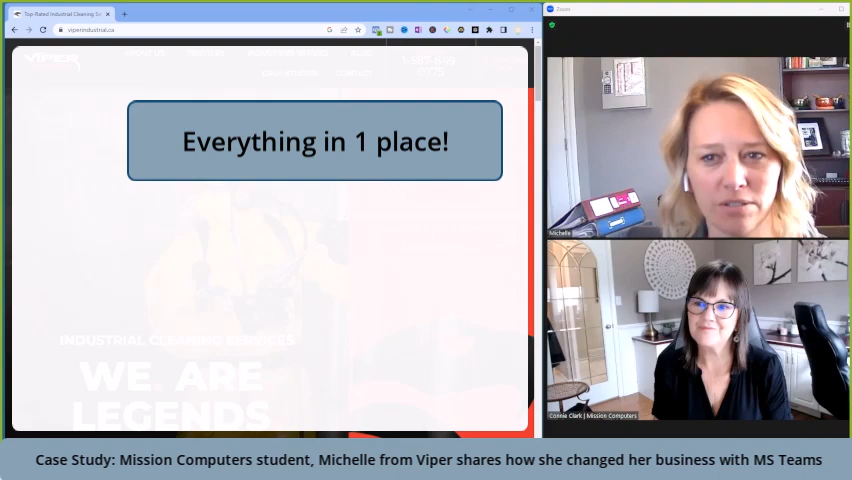 Top-Rated Industrial Cleaning Se
Zoom
viperindustrial.ca
VIPER
Everything in 1 place!
INDUSTRIAL CLEANING SERVICES
WE ARE
LEGENDS
Michelle
Connie Clark | Mission Computers
Case Study: Mission Computers student, Michelle from Viper shares how she changed her business with MS Teams